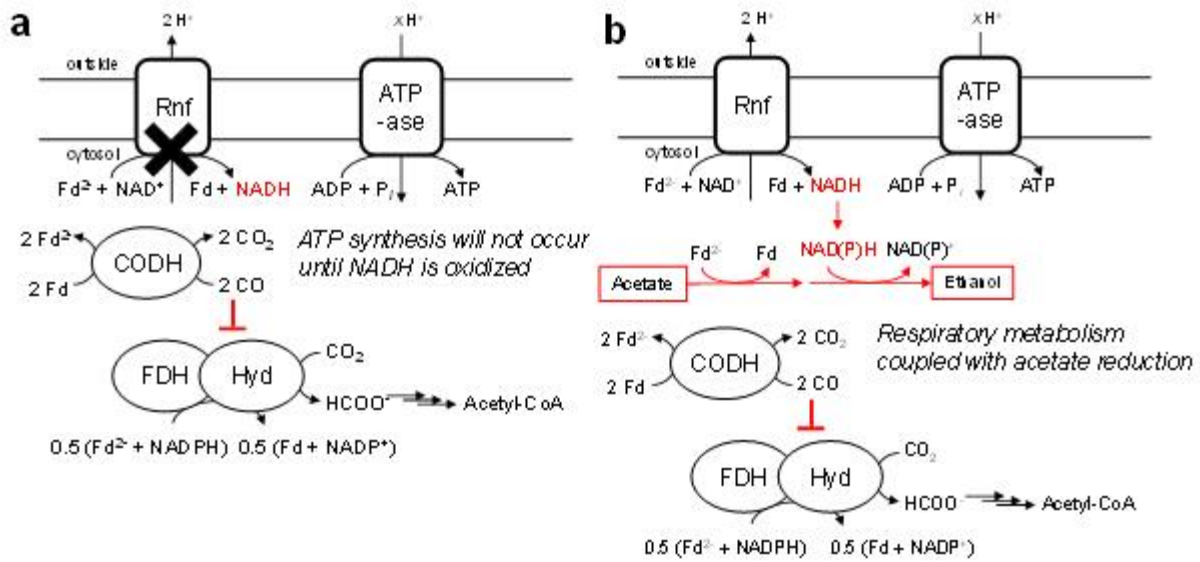 a
2 H⁺
x H⁺
outside
Rnf
ATP
-ase
cytosol
Fd²⁻ + NAD⁺
Fd + NADH
ADP + Pᵢ
ATP
2 Fd²⁻
2 CO₂
CODH
2 Fd
2 CO
ATP synthesis will not occur
until NADH is oxidized
FDH
Hyd
CO₂
HCOO⁻
Acetyl-CoA
0.5 (Fd²⁻ + NADPH)
0.5 (Fd + NADP⁺)
b
2 H⁺
x H⁺
outside
Rnf
ATP
-ase
cytosol
Fd²⁻ + NAD⁺
Fd + NADH
ADP + Pᵢ
ATP
Fd²⁻
Fd
NAD(P)H
NAD(P)⁺
Acetate
Ethanol
2 Fd²⁻
2 CO₂
CODH
2 Fd
2 CO
Respiratory metabolism
coupled with acetate reduction
FDH
Hyd
CO₂
HCOO⁻
Acetyl-CoA
0.5 (Fd²⁻ + NADPH)
0.5 (Fd + NADP⁺)